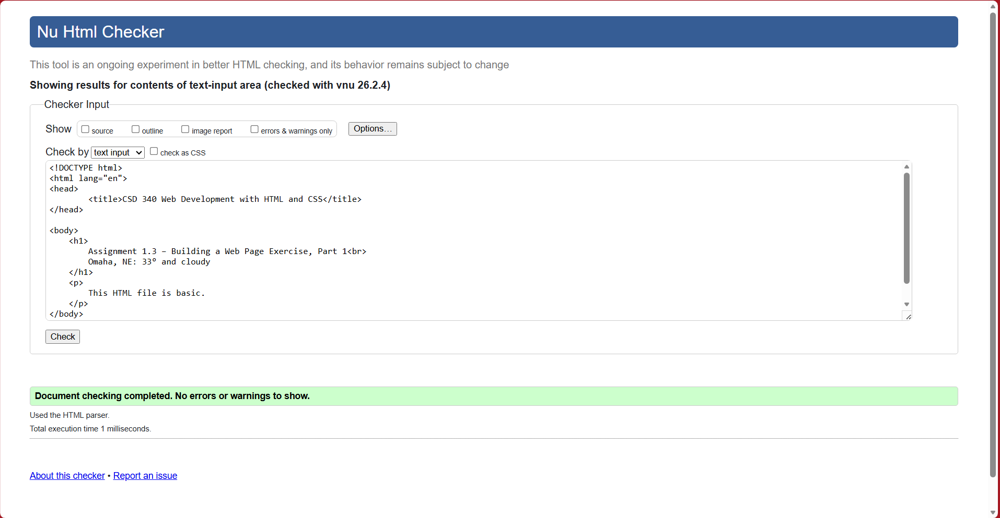 Nu Html Checker
This tool is an ongoing experiment in better HTML checking, and its behavior remains subject to change
Showing results for contents of text-input area (checked with vnu 26.2.4)
Checker Input
Show source outline image report errors & warnings only Options...
Check by text input check as CSS
<!DOCTYPE html>
<html lang="en">
<head>
<title>CSD 340 Web Development with HTML and CSS</title>
</head>
<body>
<h1>
Assignment 1.3 – Building a Web Page Exercise, Part 1<br>
Omaha, NE: 33º and cloudy
</h1>
<p>
This HTML file is basic.
</p>
</body>
Check
Document checking completed. No errors or warnings to show.
Used the HTML parser.
Total execution time 1 milliseconds.
About this checker • Report an issue